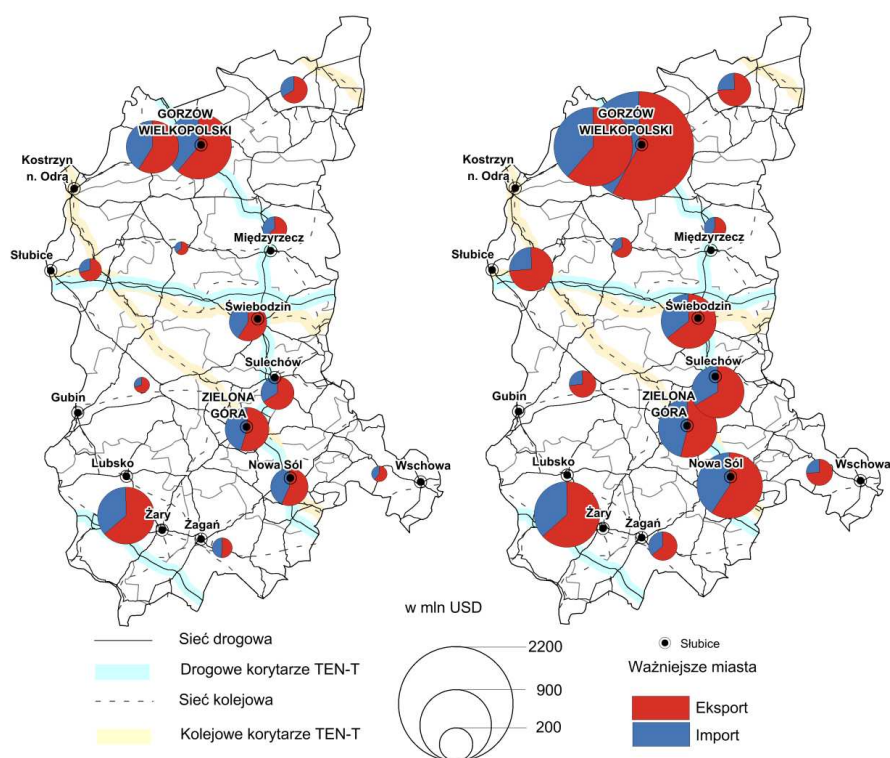 GORZÓW
WIELKOPOLSKI
Kostrzyn
n. Odrą
Międzyrzecz
Słubice
Świebodzin
Sulechów
Gubin
ZIELONA
GÓRA
Lubsko
Nowa Sól
Wschowa
Żary
Żagań
GORZÓW
WIELKOPOLSKI
Kostrzyn
n. Odrą
Międzyrzecz
Słubice
Świebodzin
Sulechów
Gubin
ZIELONA
GÓRA
Lubsko
Nowa Sól
Wschowa
Żary
Żagań
w mln USD
Sieć drogowa
Drogowe korytarze TEN-T
Sieć kolejowa
Kolejowe korytarze TEN-T
2200
900
200
Słubice
Ważniejsze miasta
Eksport
Import